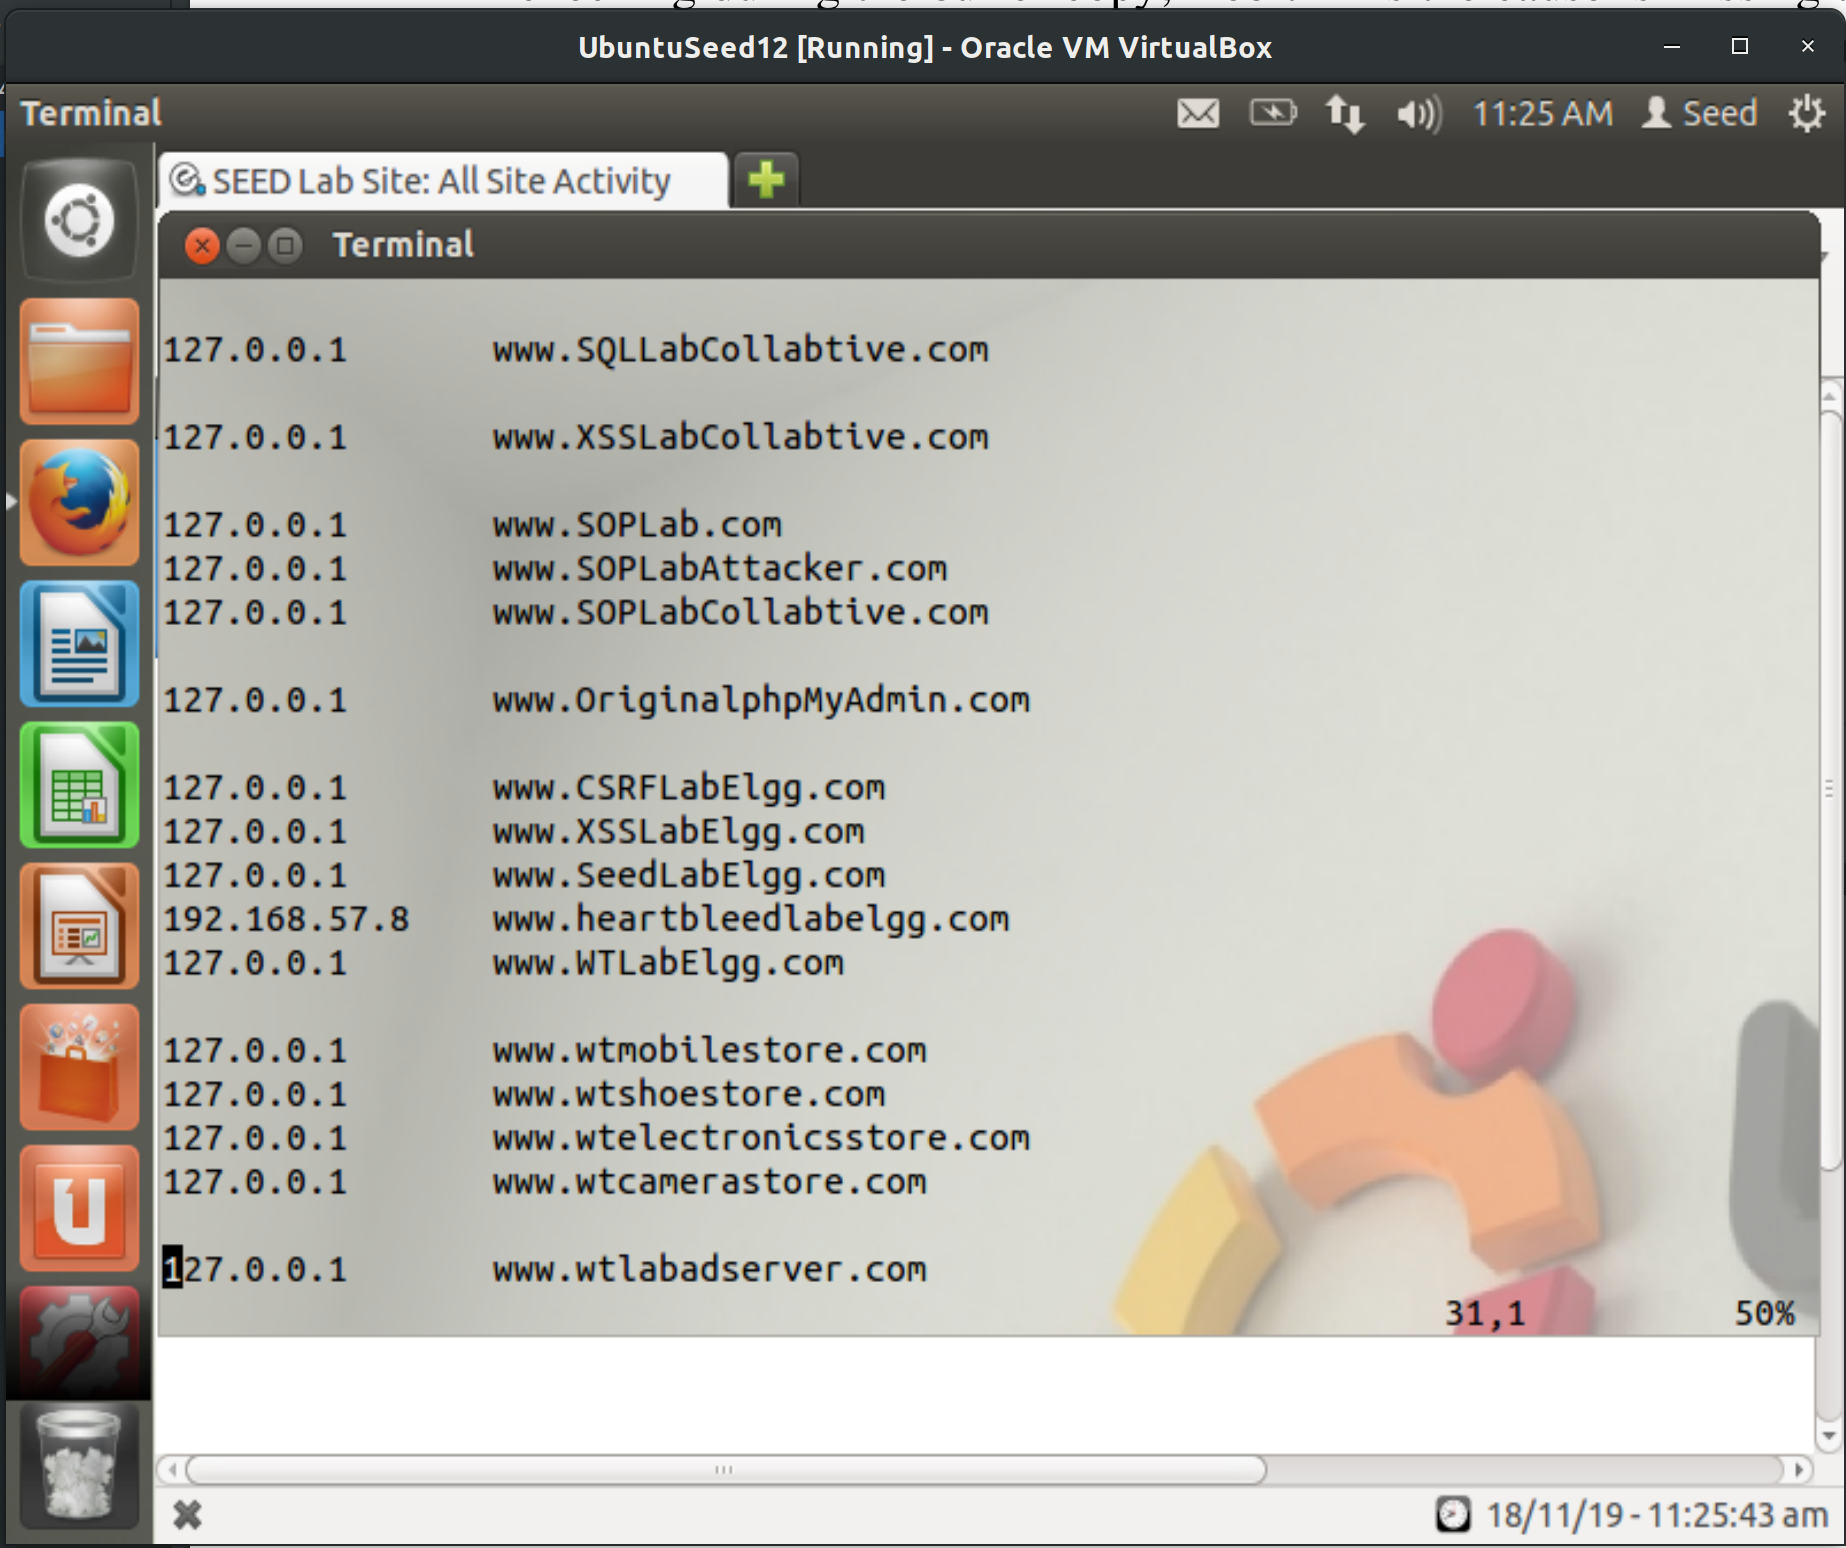 UbuntuSeed12 [Running] - Oracle VM VirtualBox
Terminal 11:25 AM Seed
SEED Lab Site: All Site Activity
Terminal
127.0.0.1 www.SQLLabCollabtive.com
127.0.0.1 www.XSSLabCollabtive.com
127.0.0.1 www.SOPLab.com
127.0.0.1 www.SOPLabAttacker.com
127.0.0.1 www.SOPLabCollabtive.com
127.0.0.1 www.OriginalphpMyAdmin.com
127.0.0.1 www.CSRFLabElgg.com
127.0.0.1 www.XSSLabElgg.com
127.0.0.1 www.SeedLabElgg.com
192.168.57.8 www.heartbleedlabelgg.com
127.0.0.1 www.WTLabElgg.com
127.0.0.1 www.wtmobilestore.com
127.0.0.1 www.wtshoestore.com
127.0.0.1 www.wtelectronicsstore.com
127.0.0.1 www.wtcamerastore.com
127.0.0.1 www.wtlabadserver.com
31,1 50%
18/11/19 - 11:25:43 am